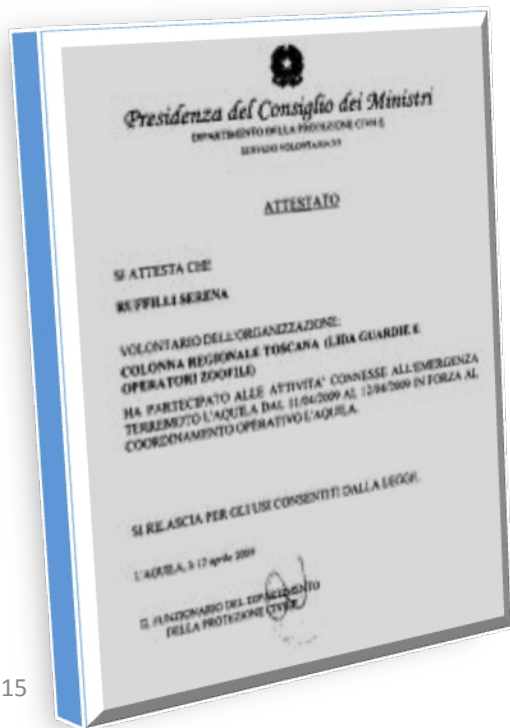 Presidenza del Consiglio dei Ministri
DIPARTIMENTO DELLA PROTEZIONE CIVILE
SERVIZIO VOLONTARIATO
ATTESTATO
SI ATTESTA CHE
RUFFILLI SERENA
VOLONTARIO DELL'ORGANIZZAZIONE:
COLONNA REGIONALE TOSCANA (LIDA GUARDIE E
OPERATORI ZOOFILI)
HA PARTECIPATO ALLE ATTIVITA' CONNESSE ALL'EMERGENZA
TERREMOTO L'AQUILA DAL 11/04/2009 AL 12/04/2009 IN FORZA AL
COORDINAMENTO OPERATIVO L'AQUILA.
SI RILASCIA PER GLI USI CONSENTITI DALLA LEGGE.
L'AQUILA, li 12 aprile 2009
IL FUNZIONARIO DEL DIPARTIMENTO
DELLA PROTEZIONE CIVILE
15